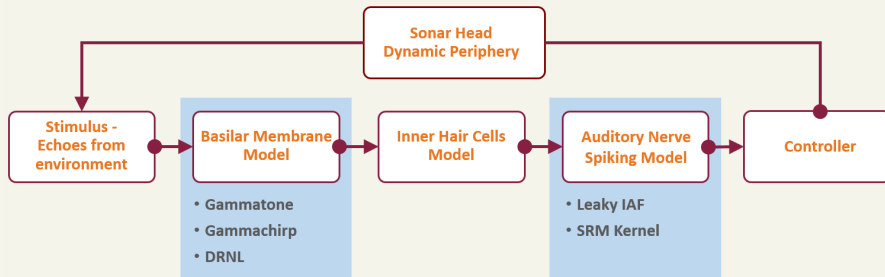 Sonar Head
Dynamic Periphery
Stimulus -
Echoes from
environment
Basilar Membrane
Model
Inner Hair Cells
Model
Auditory Nerve
Spiking Model
Controller
• Gammatone
• Gammachirp
• DRNL
• Leaky IAF
• SRM Kernel